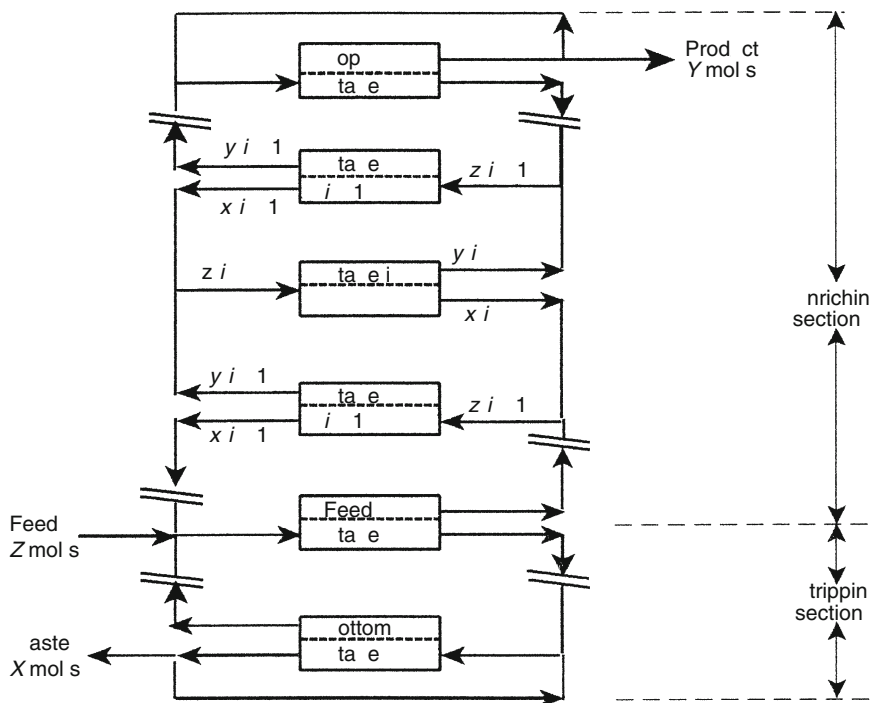 op
ta e
Prod ct
Y mol s
y i 1
x i 1
ta e
i 1
z i 1
z i
ta e i
y i
x i
nrichin
section
y i 1
x i 1
ta e
i 1
z i 1
Feed
Z mol s
Feed
ta e
trippin
section
aste
X mol s
ottom
ta e